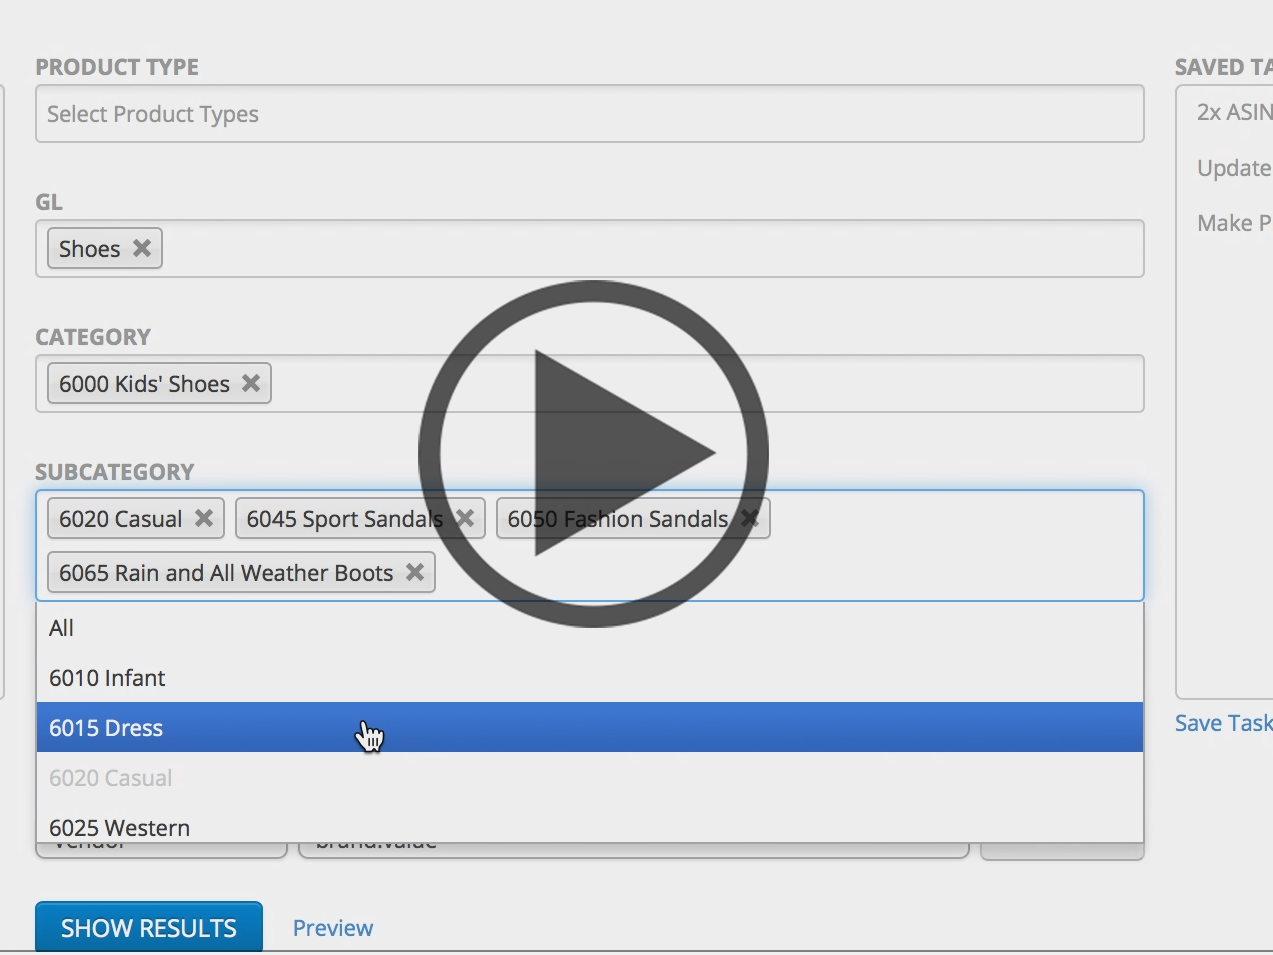 PRODUCT TYPE
Select Product Types
GL
Shoes
CATEGORY
6000 Kids' Shoes
SUBCATEGORY
6020 Casual 6045 Sport Sandals 6050 Fashion Sandals
6065 Rain and All Weather Boots
All
6010 Infant
6015 Dress
6020 Casual
6025 Western
brand.value
SHOW RESULTS Preview
SAVED TA
2x ASIN
Update
Make P
Save Task